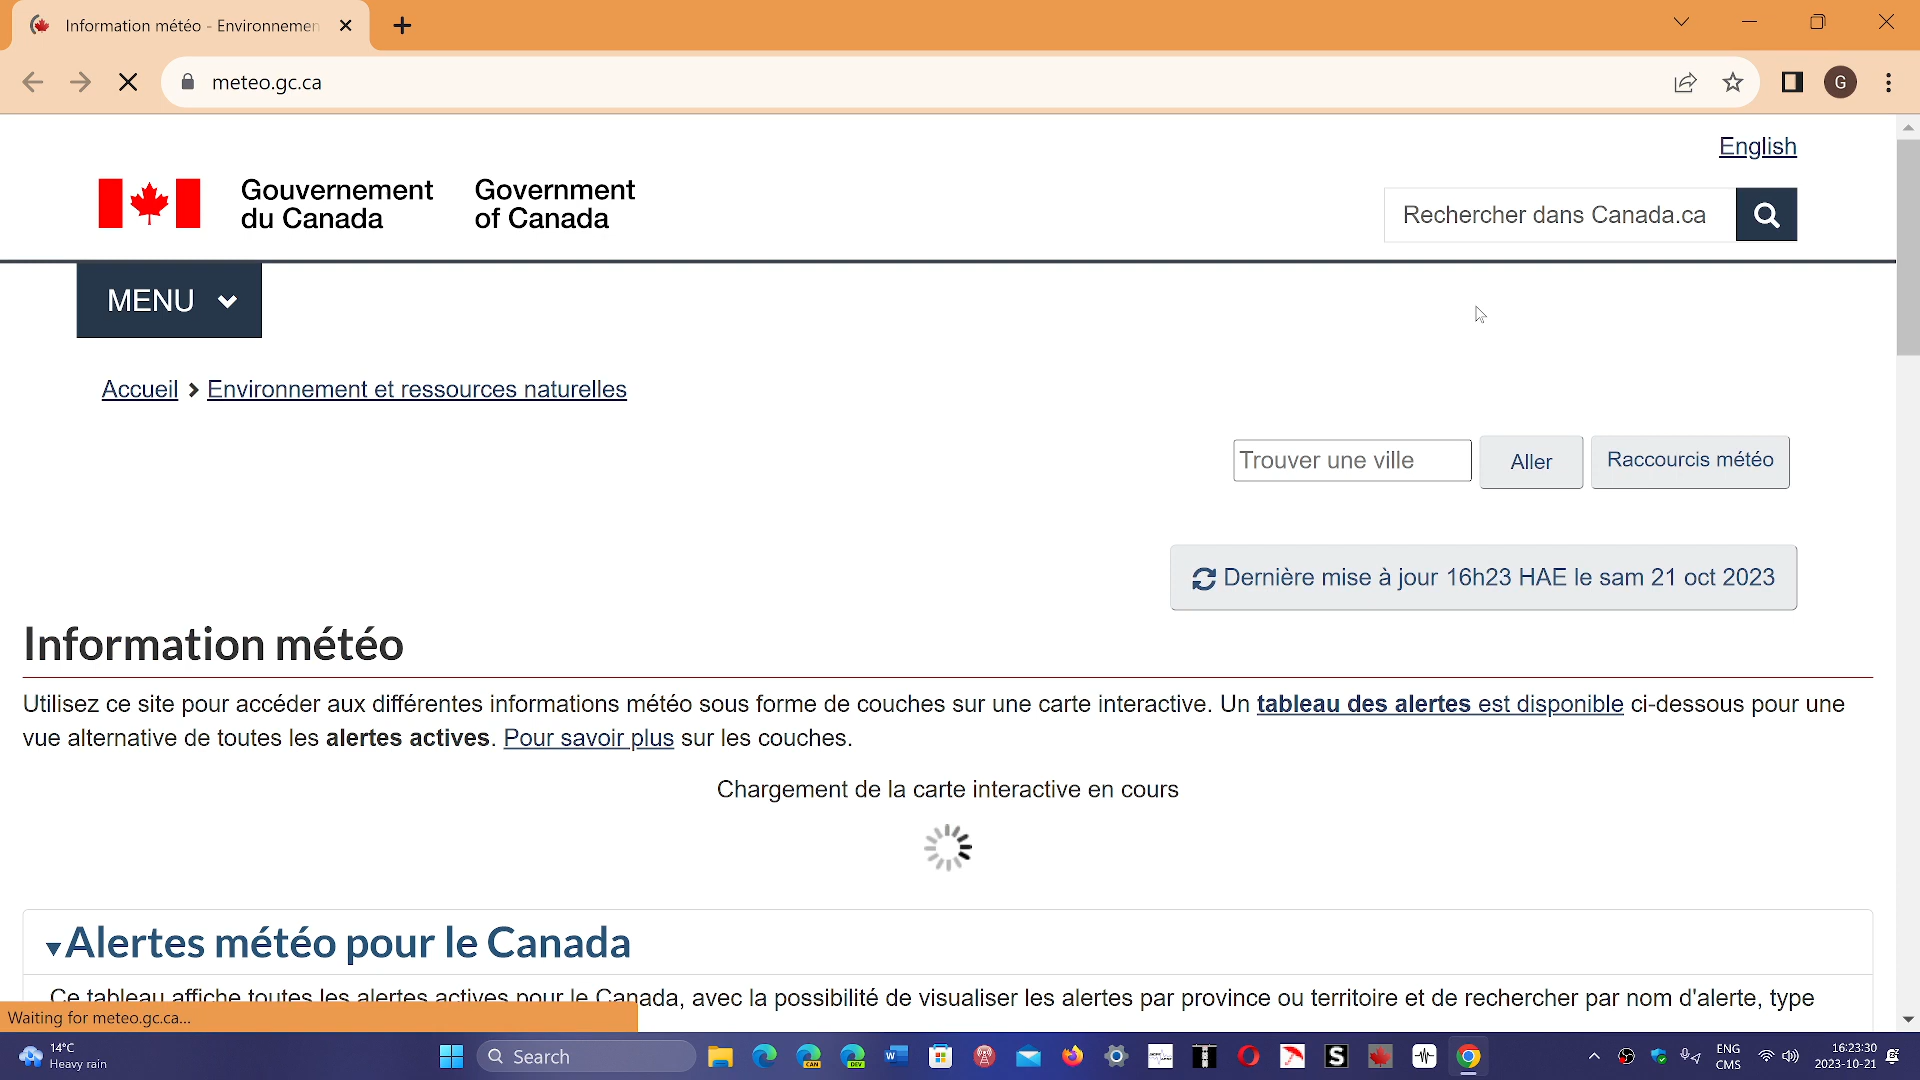 Information météo - Environnemen
meteo.gc.ca
G
English
Gouvernement
du Canada
Government
of Canada
Rechercher dans Canada.ca
MENU
Accueil > Environnement et ressources naturelles
Trouver une ville
Aller
Raccourcis météo
Dernière mise à jour 16h23 HAE le sam 21 oct 2023
Information météo
Utilisez ce site pour accéder aux différentes informations météo sous forme de couches sur une carte interactive. Un tableau des alertes est disponible ci-dessous pour une
vue alternative de toutes les alertes actives. Pour savoir plus sur les couches.
Chargement de la carte interactive en cours
Alertes météo pour le Canada
Ce tableau affiche toutes les alertes actives pour le Canada, avec la possibilité de visualiser les alertes par province ou territoire et de rechercher par nom d'alerte, type
Waiting for meteo.gc.ca...
14°C
Heavy rain
Search
CAN
DEV
W
S
ENG
CMS
16:23:30
2023-10-21